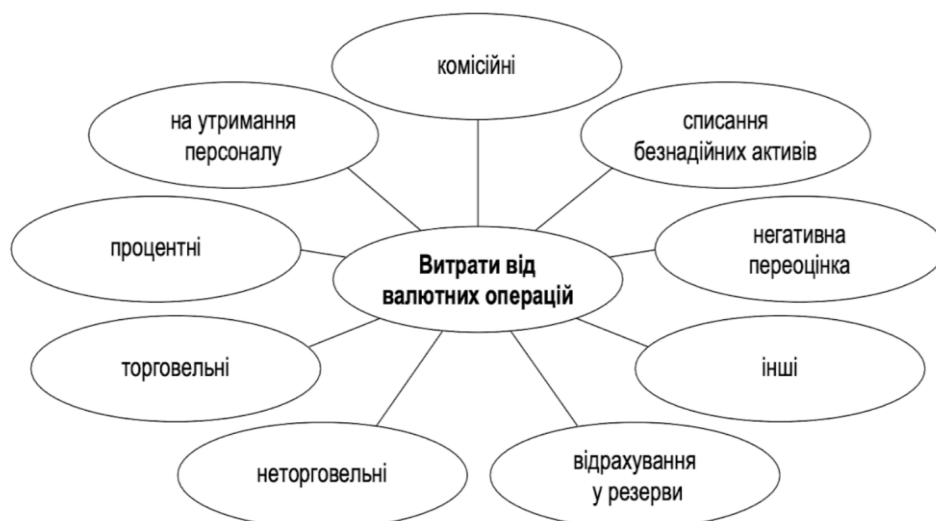 комісійні
на утримання
персоналу
списання
безнадійних активів
процентні
негативна
переоцінка
Витрати від
валютних операцій
торговельні
інші
неторговельні
відрахування
у резерви